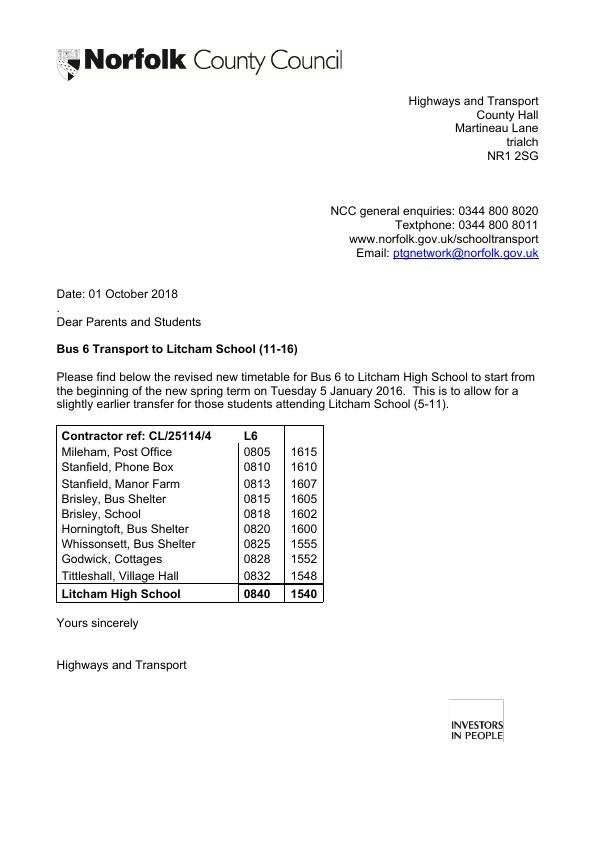 Norfolk County Council
Highways and Transport
County Hall
Martineau Lane
trialch
NR1 2SG
NCC general enquiries: 0344 800 8020
Textphone: 0344 800 8011
www.norfolk.gov.uk/schooltransport
Email: ptgnetwork@norfolk.gov.uk
Date: 01 October 2018
.
Dear Parents and Students
Bus 6 Transport to Litcham School (11-16)
Please find below the revised new timetable for Bus 6 to Litcham High School to start from
the beginning of the new spring term on Tuesday 5 January 2016.  This is to allow for a
slightly earlier transfer for those students attending Litcham School (5-11).
Contractor ref: CL/25114/4 L6
Mileham, Post Office 0805 1615
Stanfield, Phone Box 0810 1610
Stanfield, Manor Farm 0813 1607
Brisley, Bus Shelter 0815 1605
Brisley, School 0818 1602
Horningtoft, Bus Shelter 0820 1600
Whissonsett, Bus Shelter 0825 1555
Godwick, Cottages 0828 1552
Tittleshall, Village Hall 0832 1548
Litcham High School 0840 1540
Yours sincerely
Highways and Transport
INVESTORS
IN PEOPLE